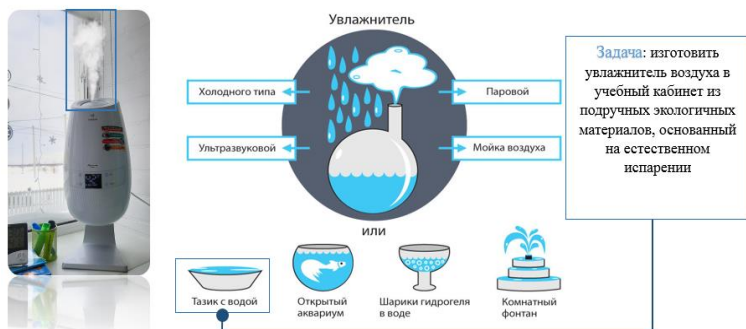 Увлажнитель
Холодного типа
Паровой
Ультразвуковой
Мойка воздуха
или
Тазик с водой
Открытый
аквариум
Шарики гидрогеля
в воде
Комнатный
фонтан
Задача: изготовить
увлажнитель воздуха в
учебный кабинет из
подручных экологичных
материалов, основанный
на естественном
испарении